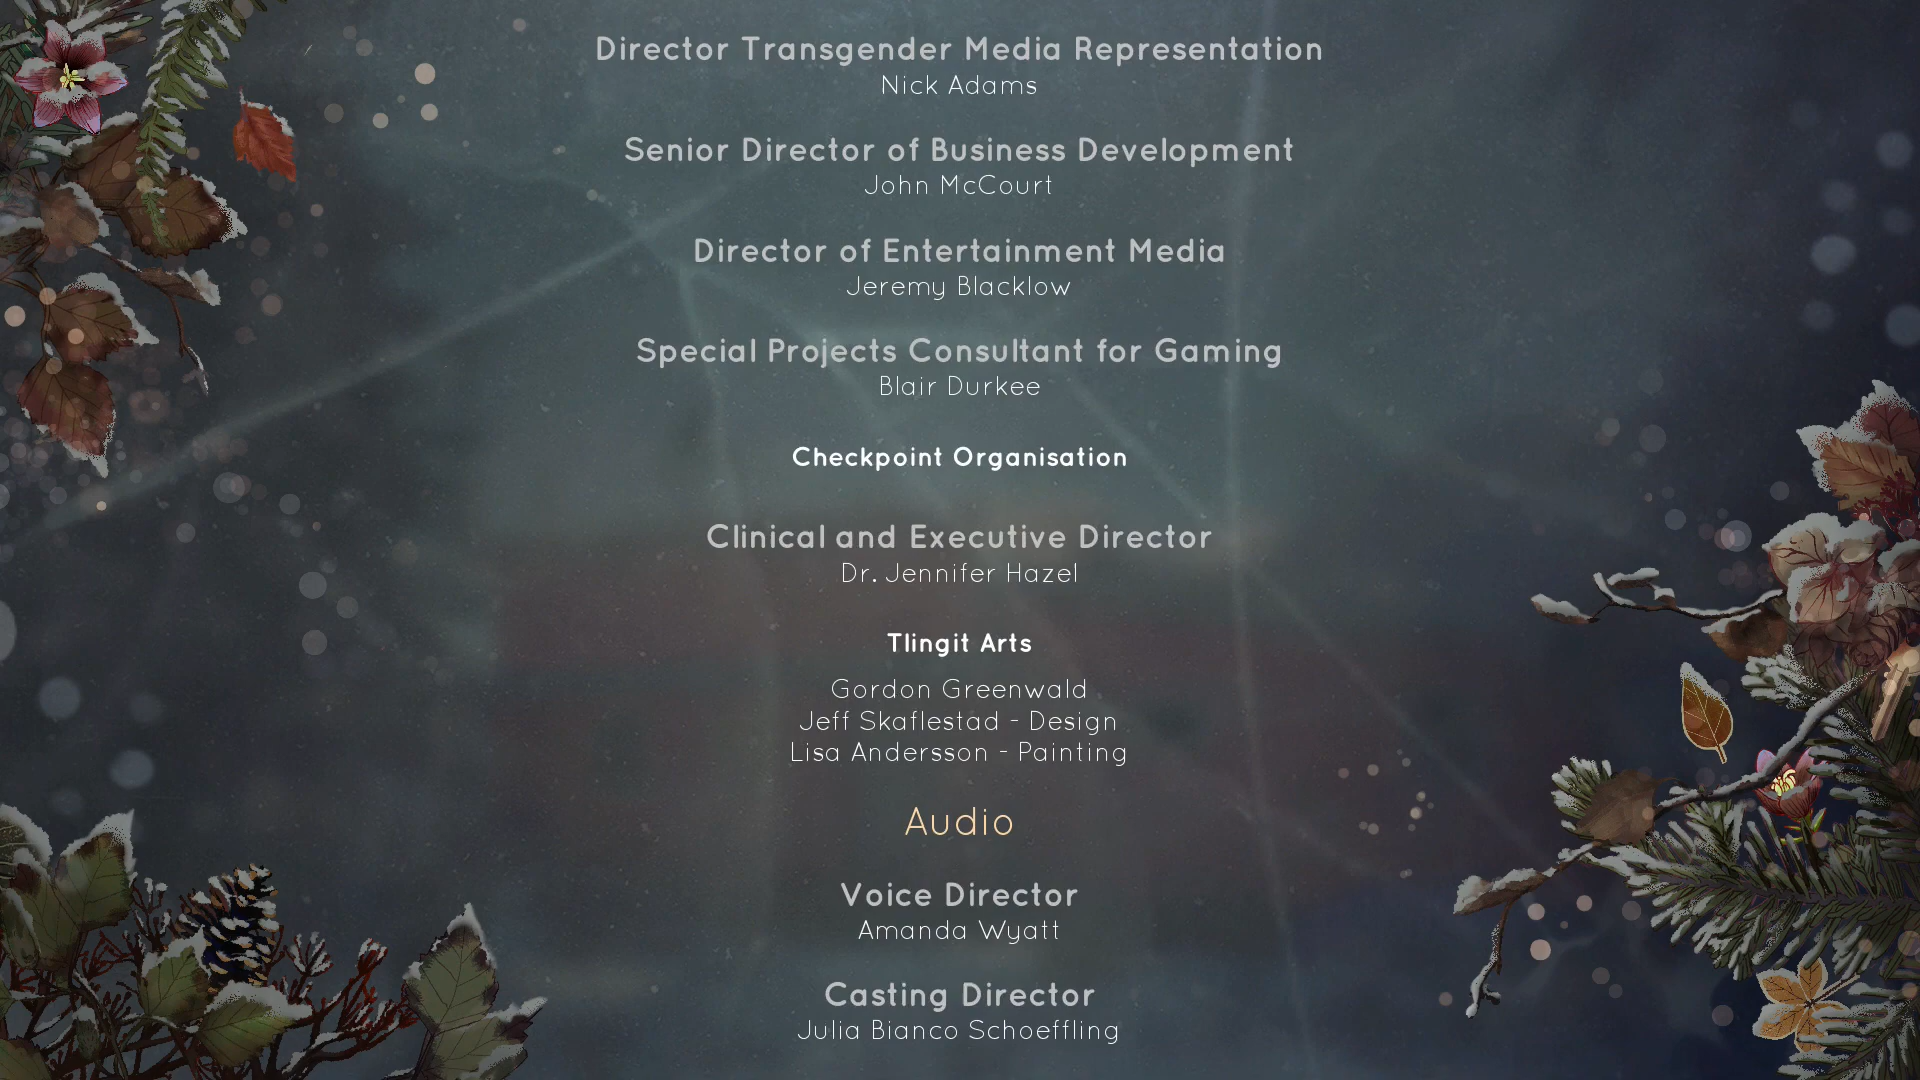 Director Transgender Media Representation
Nick Adams
Senior Director of Business Development
John McCourt
Director of Entertainment Media
Jeremy Blacklow
Special Projects Consultant for Gaming
Blair Durkee
Checkpoint Organisation
Clinical and Executive Director
Dr. Jennifer Hazel
Tlingit Arts
Gordon Greenwald
Jeff Skaflestad - Design
Lisa Andersson - Painting
Audio
Voice Director
Amanda Wyatt
Casting Director
Julia Bianco Schoeffling